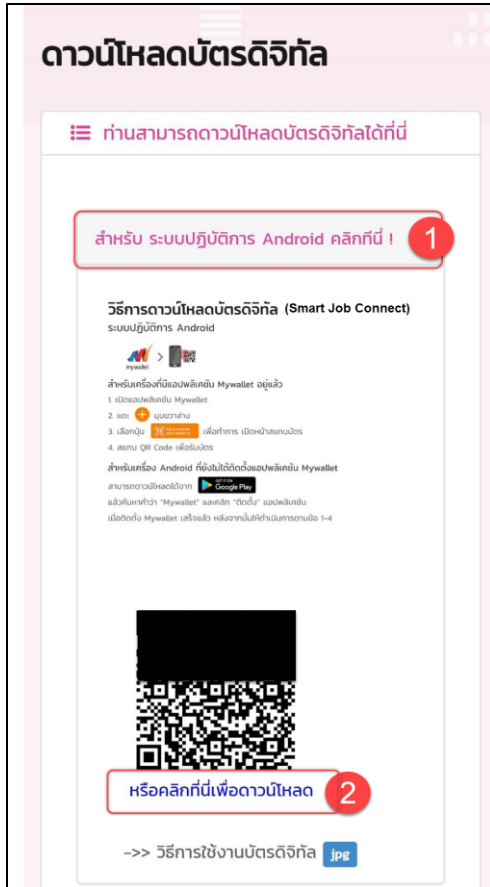 ดาวน์โหลดบัตรดิจิทัล
ท่านสามารถดาวน์โหลดบัตรดิจิทัลได้ที่นี่
สำหรับ ระบบปฏิบัติการ Android คลิกทีนี่ !
1
วิธีการดาวน์โหลดบัตรดิจิทัล (Smart Job Connect)
ระบบปฏิบัติการ Android
mywallet >
สำหรับเครื่องที่มีแอปพลิเคชัน Mywallet อยู่แล้ว
1. เปิดแอปพลิเคชัน Mywallet
2. แตะ + มุมขวาล่าง
3. เลือกปุ่ม เพื่อทำการ เปิดหน้าสแกนบัตร
4. สแกน QR Code เพื่อรับบัตร
สำหรับเครื่อง Android ที่ยังไม่ได้ติดตั้งแอปพลิเคชัน Mywallet
สามารถดาวน์โหลดได้จาก GET IT ON Google Play
แล้วค้นหาคำว่า "Mywallet" และคลิก "ติดตั้ง" แอปพลิเคชัน
เมื่อติดตั้ง Mywallet เสร็จแล้ว หลังจากนั้นให้ดำเนินการตามข้อ 1-4
หรือคลิกที่นี่เพื่อดาวน์โหลด
2
->> วิธีการใช้งานบัตรดิจิทัล jpg